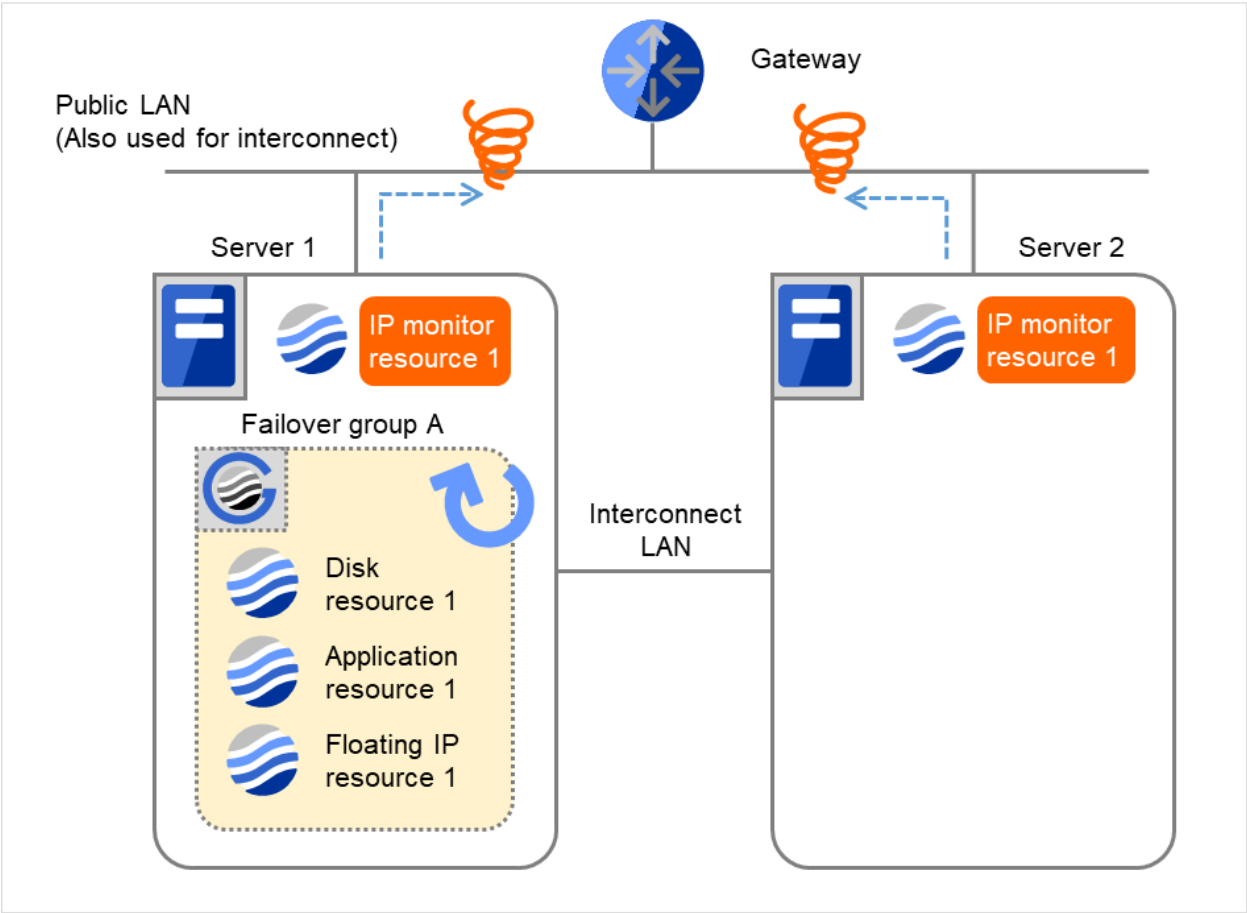 Gateway
Public LAN
(Also used for interconnect)
Server 1
Server 2
IP monitor
resource 1
IP monitor
resource 1
Failover group A
Interconnect
LAN
Disk
resource 1
Application
resource 1
Floating IP
resource 1